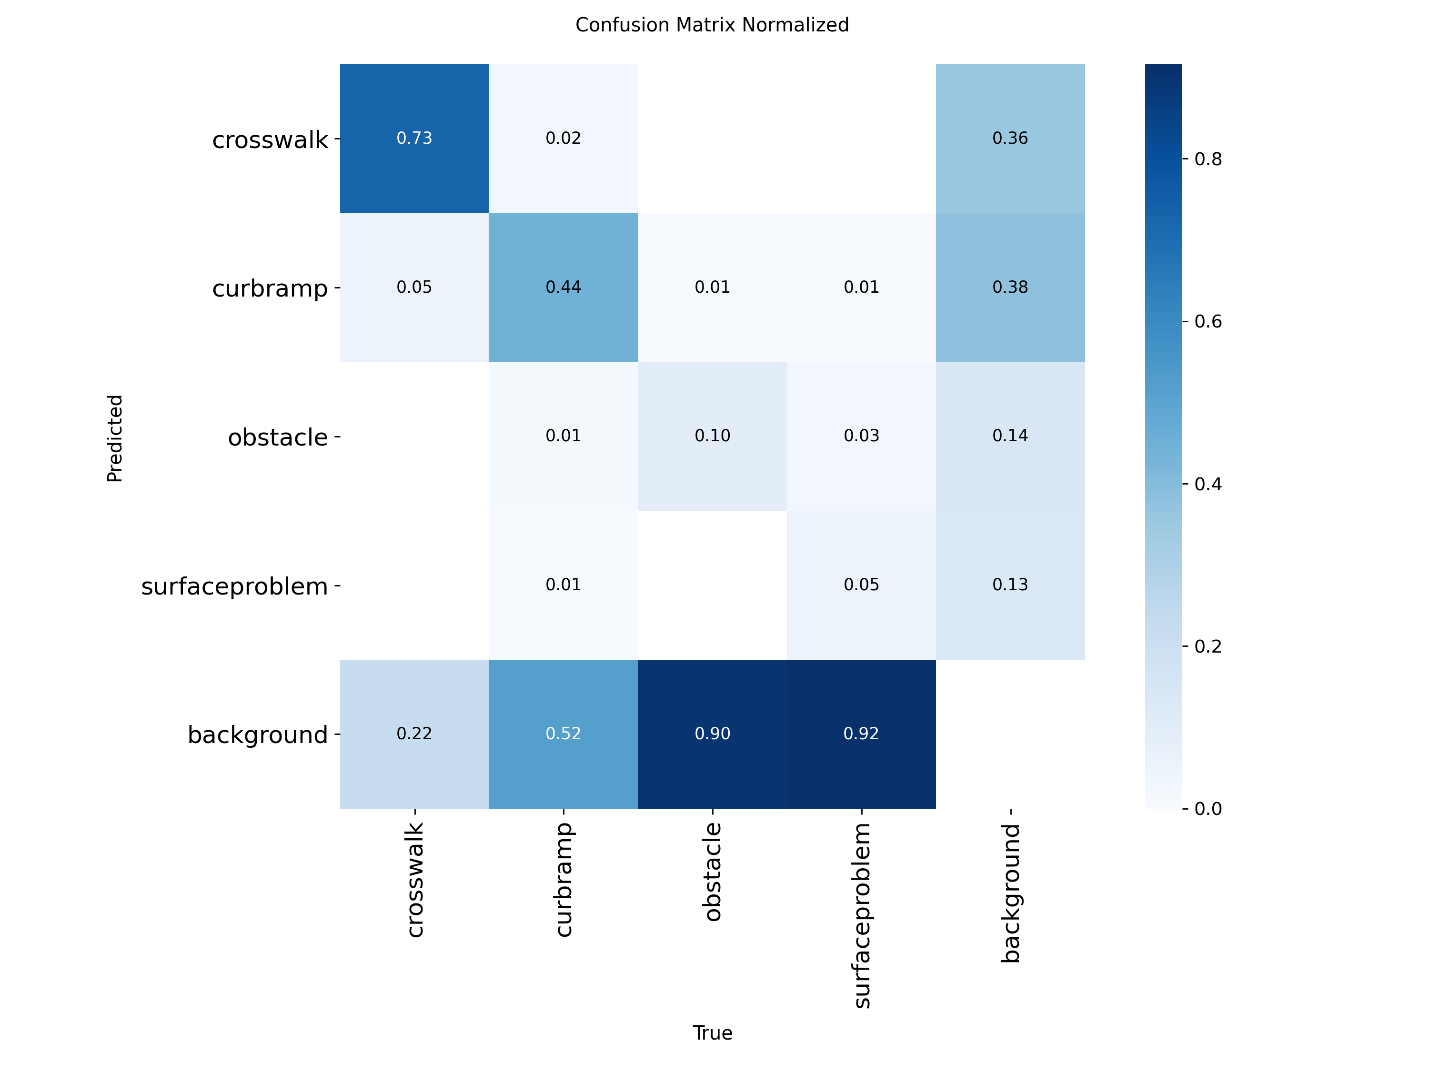 Confusion Matrix Normalized
crosswalk
0.73
0.02
0.36
curbramp
0.05
0.44
0.01
0.01
0.38
obstacle
0.01
0.10
0.03
0.14
surfaceproblem
0.01
0.05
0.13
background
0.22
0.52
0.90
0.92
Predicted
crosswalk
curbramp
obstacle
surfaceproblem
background
True
0.8
0.6
0.4
0.2
0.0